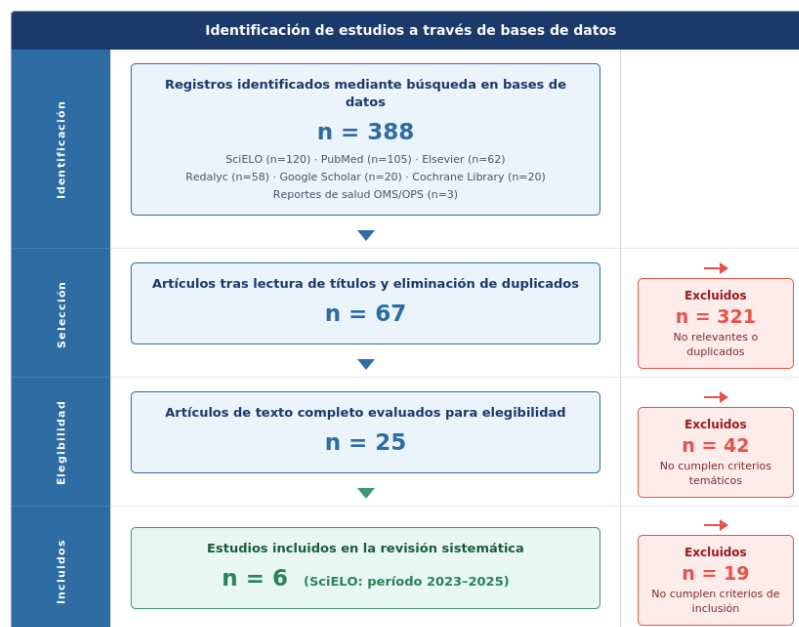 Identificación de estudios a través de bases de datos
Identificación
Registros identificados mediante búsqueda en bases de
datos
n = 388
SciELO (n=120) · PubMed (n=105) · Elsevier (n=62)
Redalyc (n=58) · Google Scholar (n=20) · Cochrane Library (n=20)
Reportes de salud OMS/OPS (n=3)
Selección
Artículos tras lectura de títulos y eliminación de duplicados
n = 67
Excluidos
n = 321
No relevantes o
duplicados
Elegibilidad
Artículos de texto completo evaluados para elegibilidad
n = 25
Excluidos
n = 42
No cumplen criterios
temáticos
Incluidos
Estudios incluidos en la revisión sistemática
n = 6 (SciELO: período 2023–2025)
Excluidos
n = 19
No cumplen criterios de
inclusión